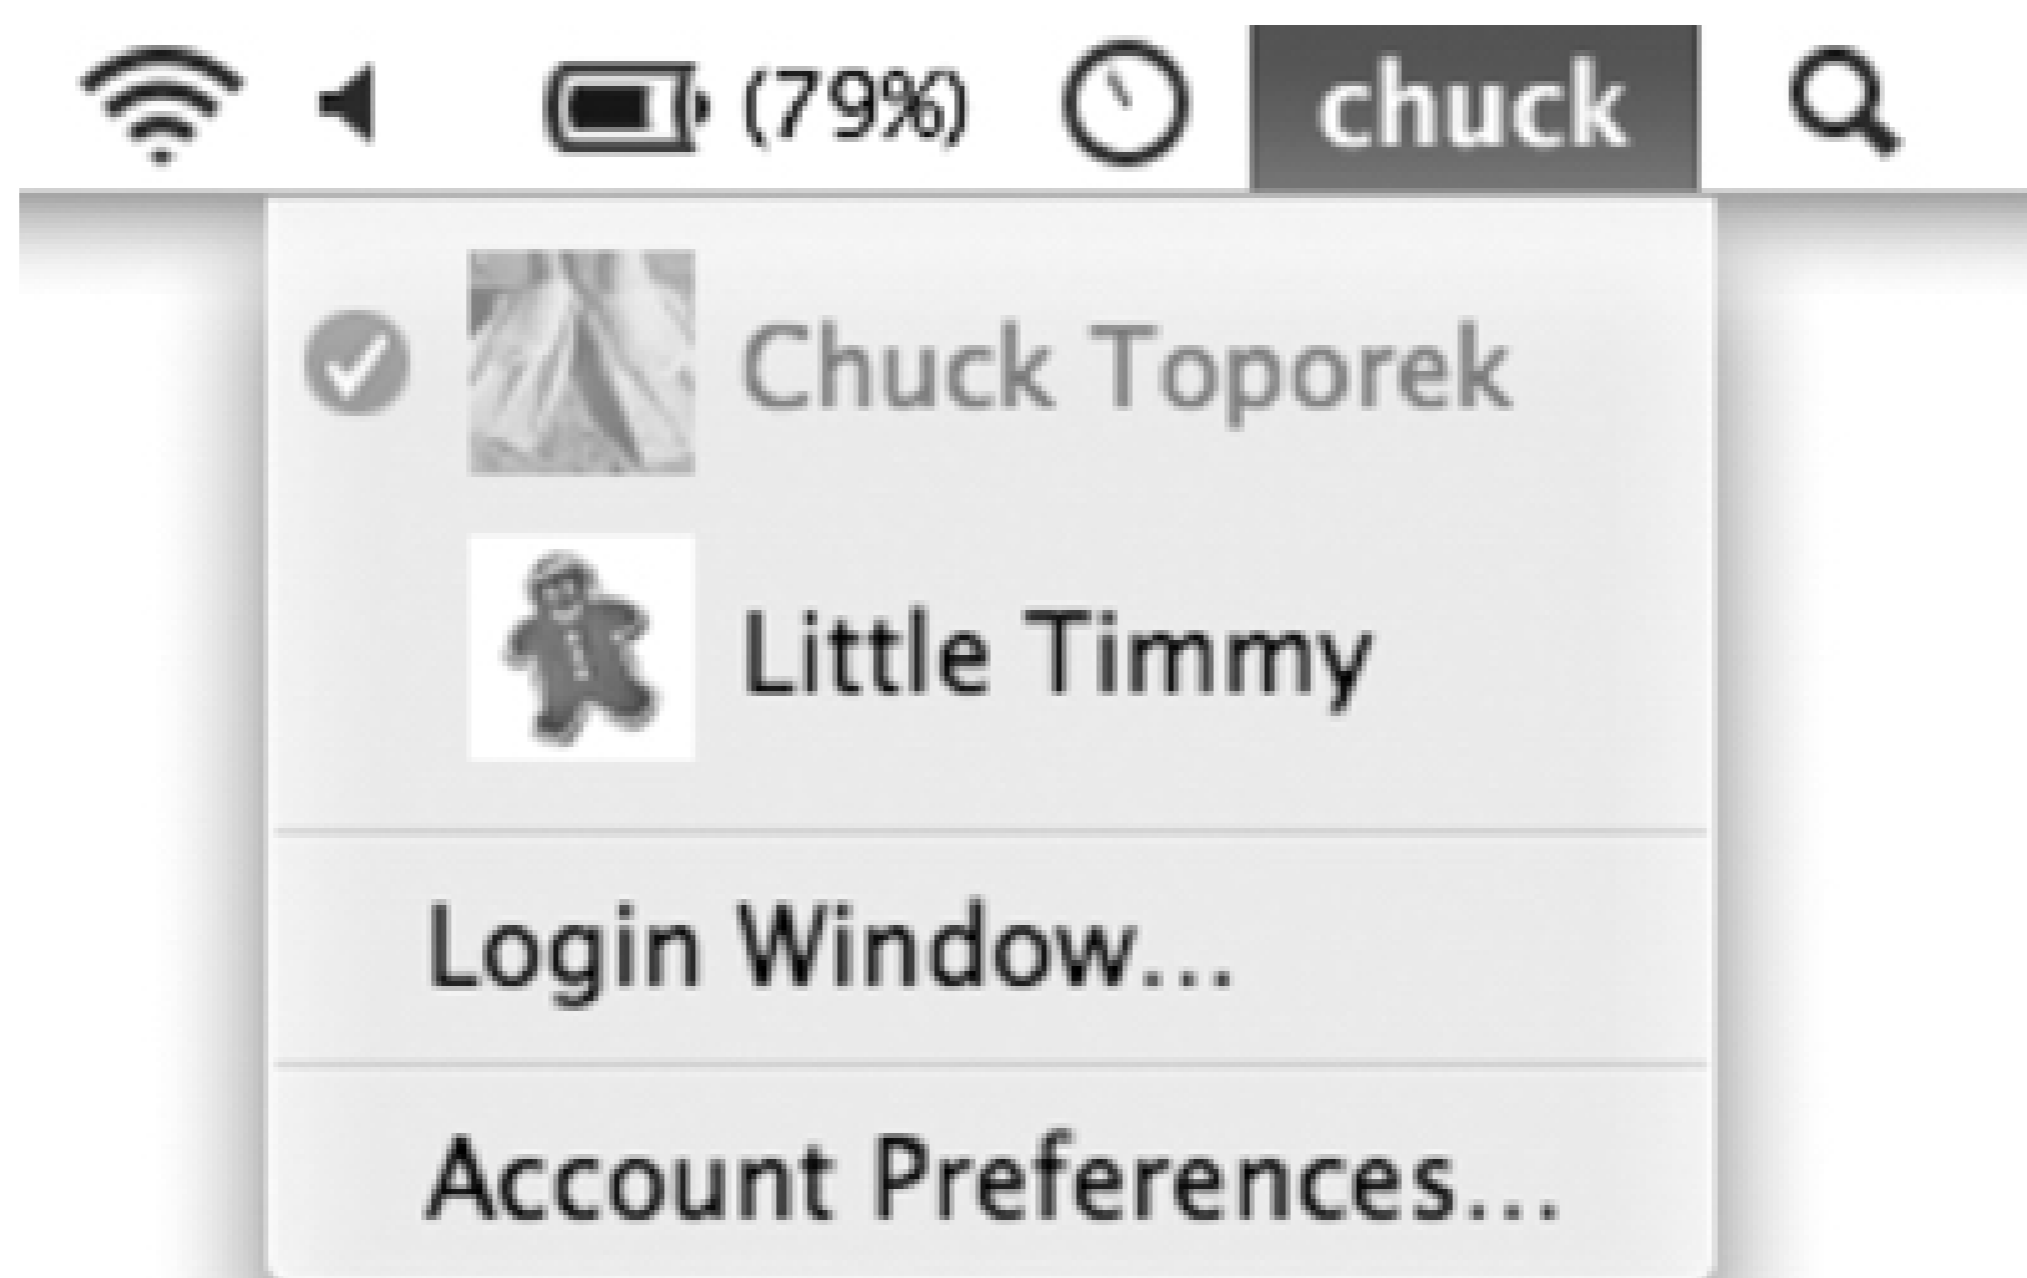 (79%) chuck
Chuck Toporek
Little Timmy
Login Window...
Account Preferences...